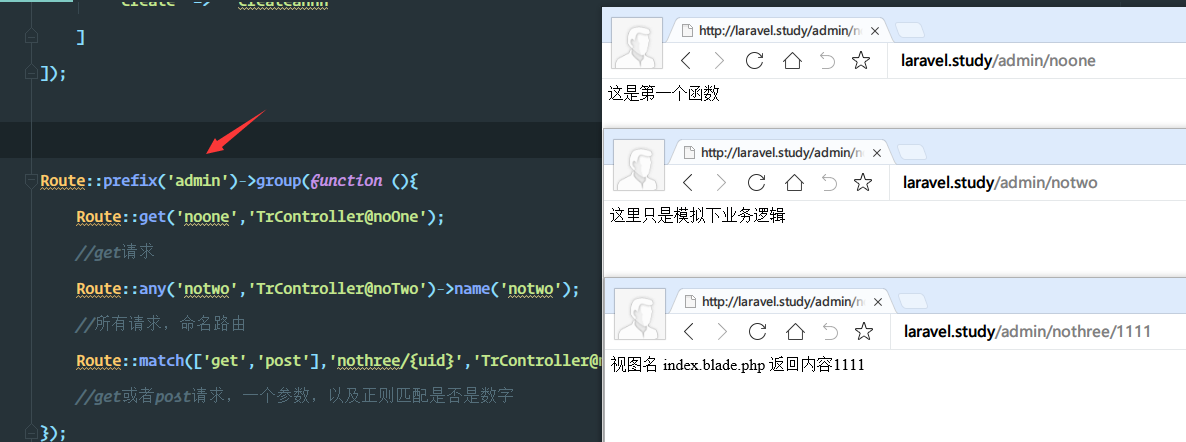 'create' => 'createahhh'
]
]);
Route::prefix('admin')->group(function (){
Route::get('noone','TrController@noOne');
//get请求
Route::any('notwo','TrController@noTwo')->name('notwo');
//所有请求，命名路由
Route::match(['get','post'],'nothree/{uid}','TrController@n
//get或者post请求，一个参数，以及正则匹配是否是数字
});
http://laravel.study/admin/no
laravel.study/admin/noone
这是第一个函数
http://laravel.study/admin/no
laravel.study/admin/notwo
这里只是模拟下业务逻辑
http://laravel.study/admin/no
laravel.study/admin/nothree/1111
视图名 index.blade.php 返回内容1111